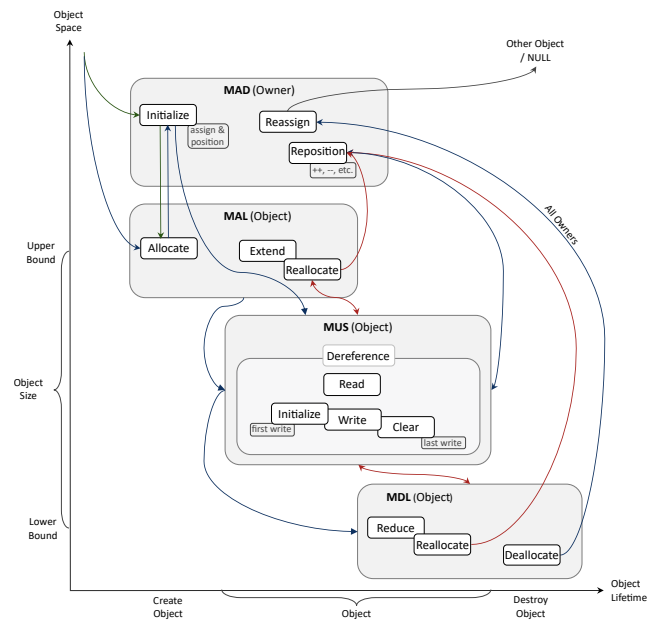 Object
Space
Other Object
/ NULL
MAD (Owner)
Initialize
assign &
position
Reassign
Reposition
++, --, etc.
All Owners
MAL (Object)
Upper
Bound
Allocate
Extend
Reallocate
MUS (Object)
Dereference
Read
Object
Size
Initialize
first write
Write
Clear
last write
MDL (Object)
Lower
Bound
Reduce
Reallocate
Deallocate
Object
Lifetime
Create
Object
Object
Destroy
Object